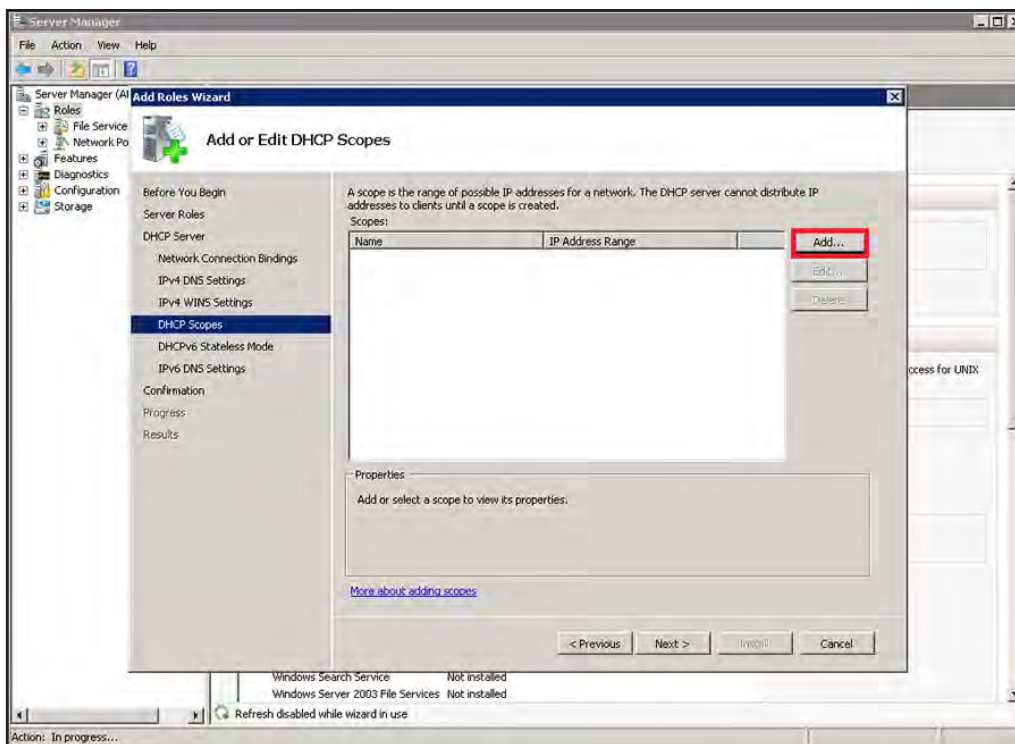 Server Manager
File Action View Help
Server Manager (Al
Roles
File Service
Network Po
Features
Diagnostics
Configuration
Storage
Add Roles Wizard
Add or Edit DHCP Scopes
Before You Begin
Server Roles
DHCP Server
Network Connection Bindings
IPv4 DNS Settings
IPv4 WINS Settings
DHCP Scopes
DHCPv6 Stateless Mode
IPv6 DNS Settings
Confirmation
Progress
Results
A scope is the range of possible IP addresses for a network. The DHCP server cannot distribute IP
addresses to clients until a scope is created.
Scopes:
Name IP Address Range
Add...
Edit...
Delete
Properties
Add or select a scope to view its properties.
More about adding scopes
< Previous Next > Install Cancel
ccess for UNIX
Windows Search Service Not installed
Windows Server 2003 File Services Not installed
Refresh disabled while wizard in use
Action: In progress...